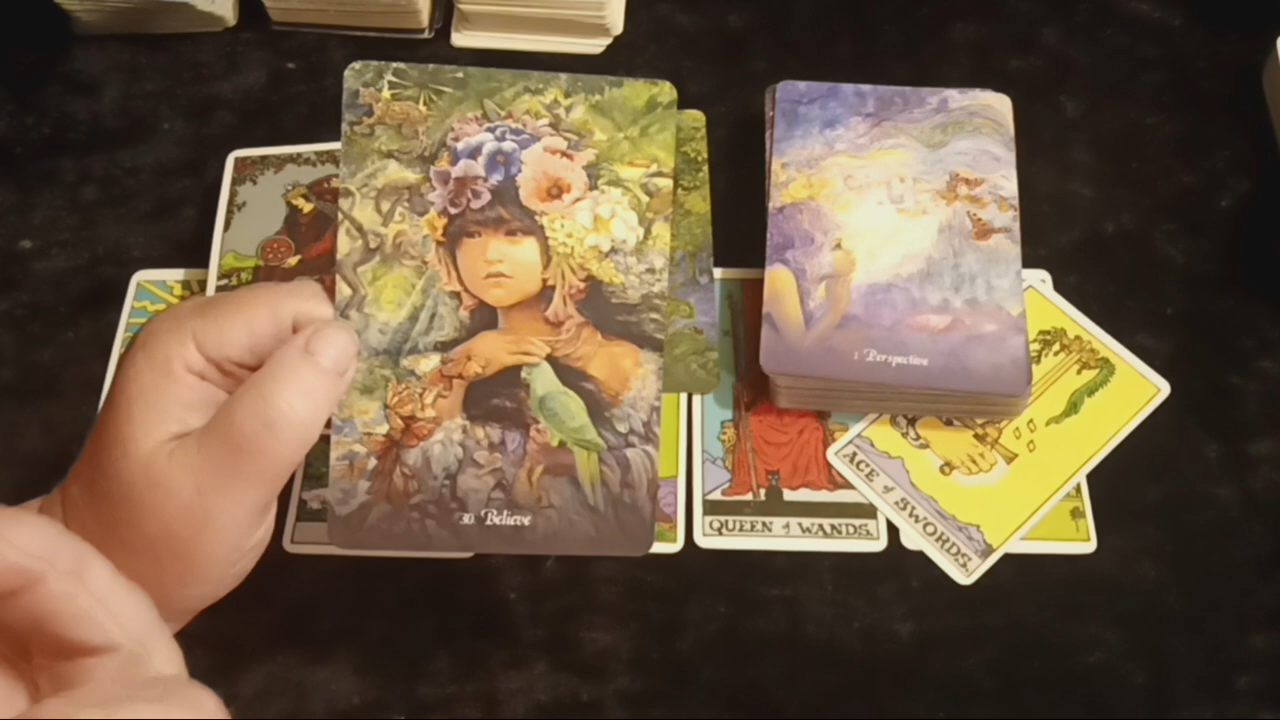 30 Believe
1 Perspective
QUEEN of WANDS.
ACE of SWORDS.